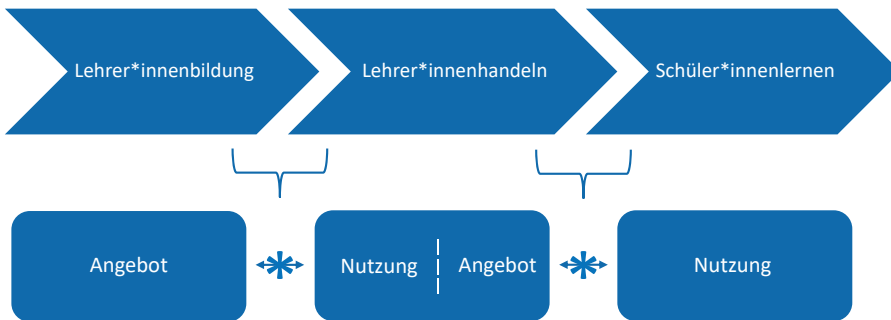 Lehrer*innenbildung
Lehrer*innenhandeln
Schüler*innenlernen
Angebot
Nutzung
Angebot
Nutzung